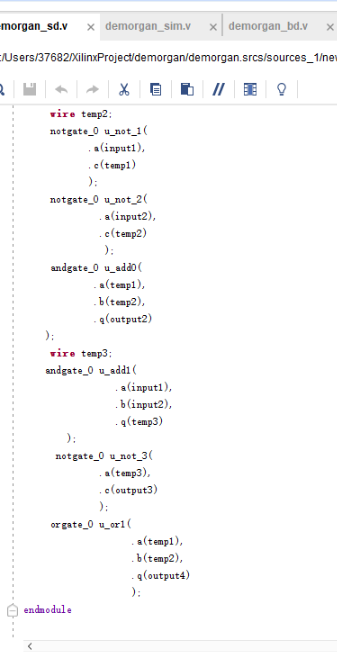 emorgan_sd.v × demorgan_sim.v × demorgan_bd.v ×
:/Users/37682/XilinxProject/demorgan/demorgan.srcs/sources_1/new
wire temp2;
notgate_0 u_not_1(
.a(input1),
.c(temp1)
);
notgate_0 u_not_2(
.a(input2),
.c(temp2)
);
andgate_0 u_add0(
.a(temp1),
.b(temp2),
.q(output2)
);
wire temp3;
andgate_0 u_add1(
.a(input1),
.b(input2),
.q(temp3)
);
notgate_0 u_not_3(
.a(temp3),
.c(output3)
);
orgate_0 u_or1(
.a(temp1),
.b(temp2),
.q(output4)
);
endmodule